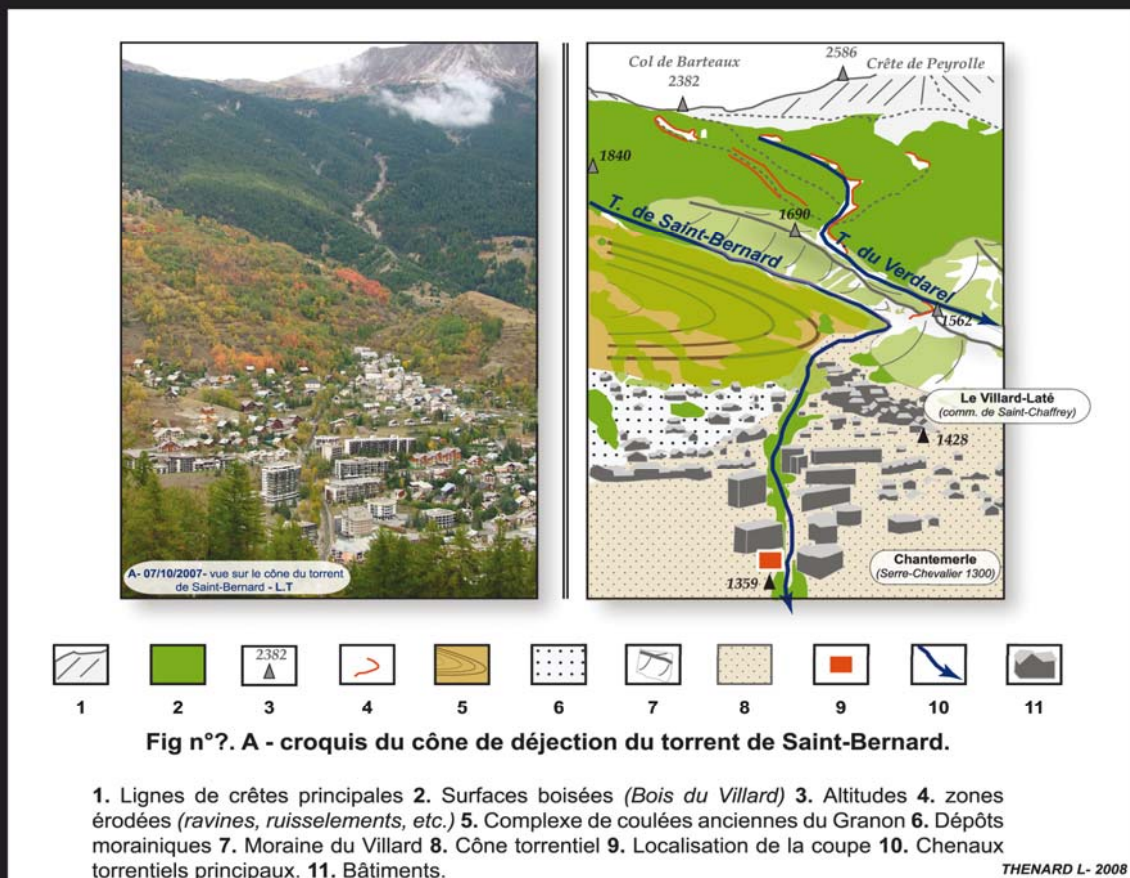 A- 07/10/2007- vue sur le cône du torrent
de Saint-Bernard - L.T
Col de Barteaux
2382
2586
Crête de Peyrolle
1840
T. de Saint-Bernard
1690
T. du Verdarel
1562
Le Villard-Laté
(comm. de Saint-Chaffrey)
1428
Chantemerle
(Serre-Chevalier 1300)
1359
2382
1 2 3 4 5 6 7 8 9 10 11
Fig n°?. A - croquis du cône de déjection du torrent de Saint-Bernard.
1. Lignes de crêtes principales 2. Surfaces boisées (Bois du Villard) 3. Altitudes 4. zones
érodées (ravines, ruisselements, etc.) 5. Complexe de coulées anciennes du Granon 6. Dépôts
morainiques 7. Moraine du Villard 8. Cône torrentiel 9. Localisation de la coupe 10. Chenaux
torrentiels principaux. 11. Bâtiments.
THENARD L- 2008